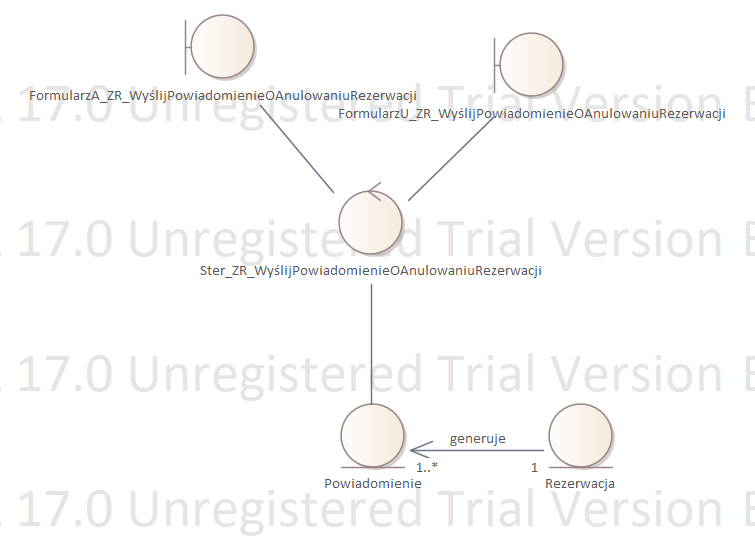 FormularzA_ZR_WyślijPowiadomienieOAnulowaniuRezerwacji
17.0 Unregistered Trial Version
FormularzU_ZR_WyślijPowiadomienieOAnulowaniuRezerwacji
17.0 Unregistered Trial Version
Ster_ZR_WyślijPowiadomienieOAnulowaniuRezerwacji
17.0 Unregistered Trial Version
generuje
1..* 1
Powiadomienie Rezerwacja
17.0 Unregistered Trial Version